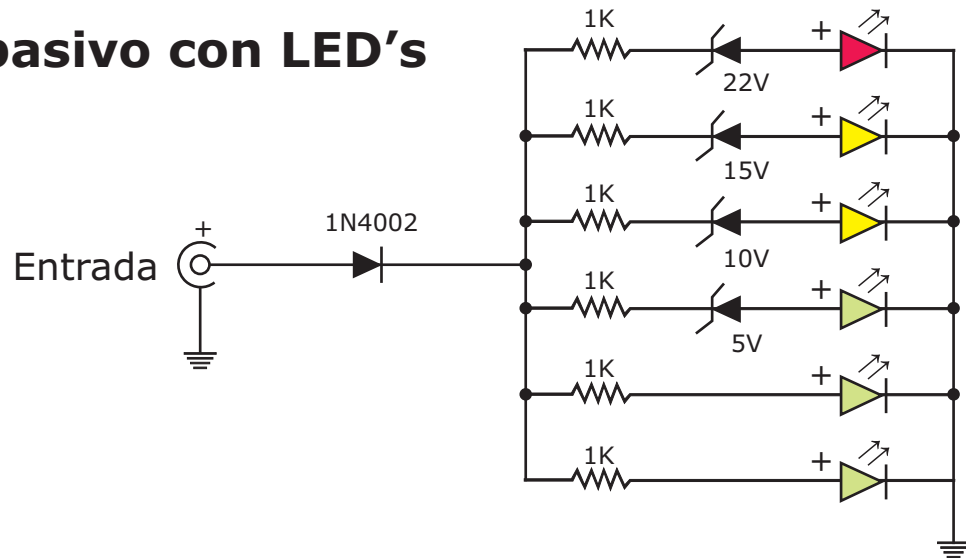 pasivo con LED's
1K
+
22V
1K
+
15V
1K
+
10V
1K
+
5V
1K
+
1K
+
1N4002
+
Entrada